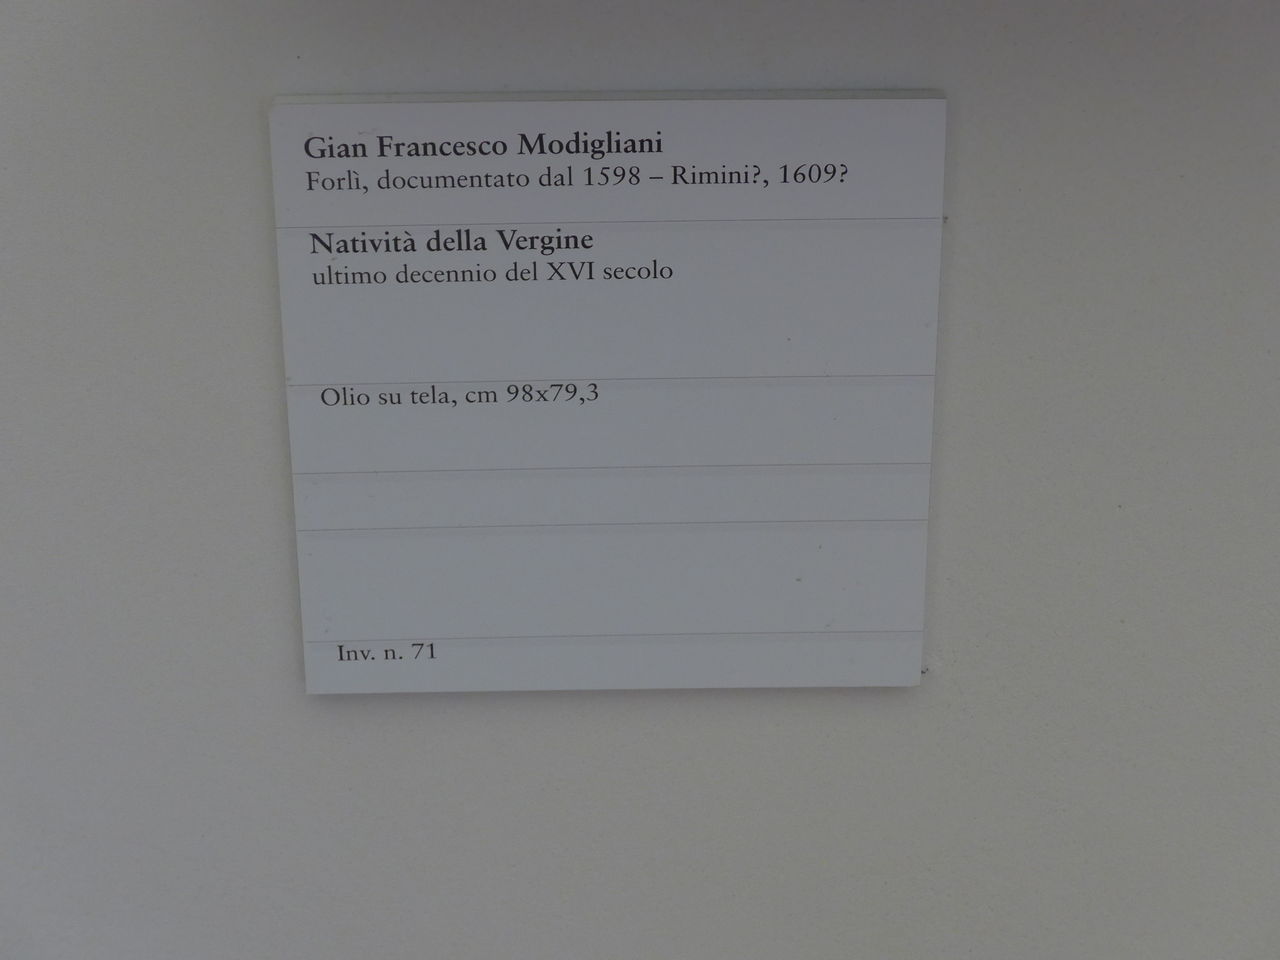 Gian Francesco Modigliani
Forlì, documentato dal 1598 – Rimini?, 1609?
Natività della Vergine
ultimo decennio del XVI secolo
Olio su tela, cm 98x79,3
Inv. n. 71